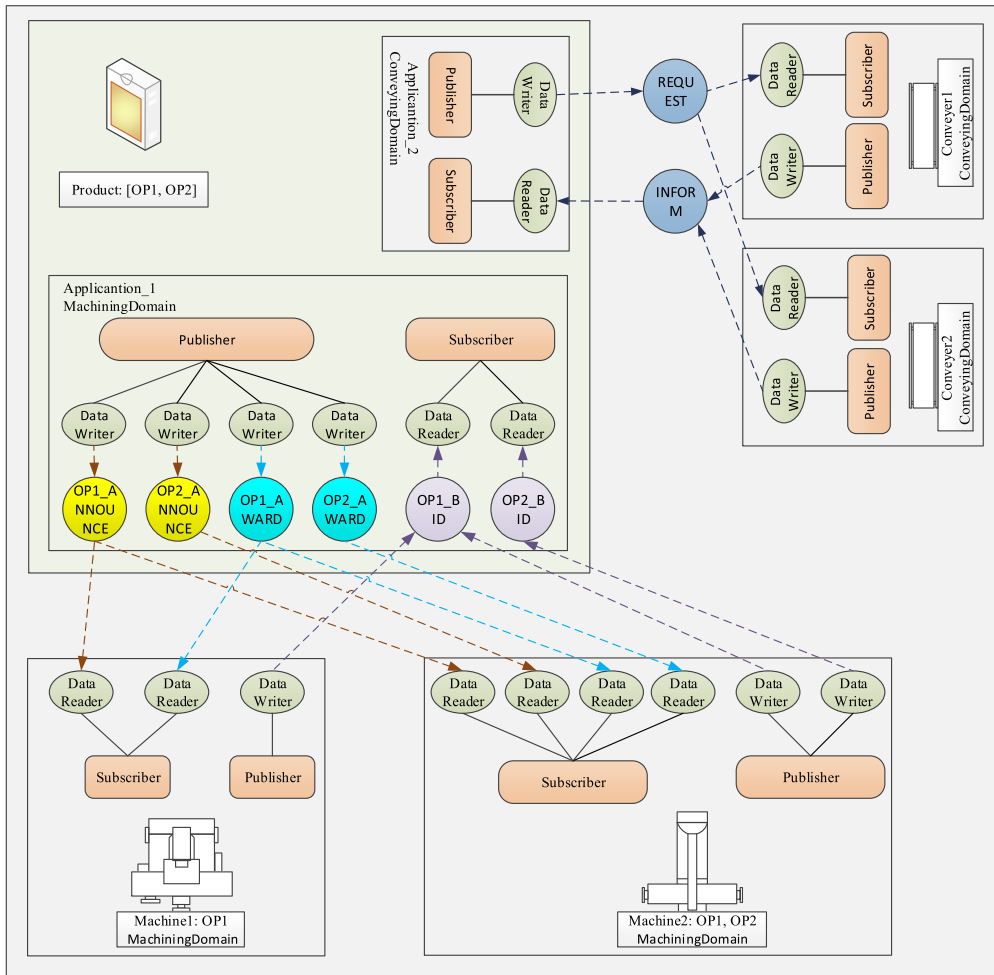 Product: [OP1, OP2]
Applicantion_2
ConveyingDomain
Publisher
Data
Writer
Subscriber
Data
Reader
REQU
EST
INFOR
M
Data
Reader
Subscriber
Data
Writer
Publisher
Conveyer1
ConveyingDomain
Data
Reader
Subscriber
Data
Writer
Publisher
Conveyer2
ConveyingDomain
Applicantion_1
MachiningDomain
Publisher
Subscriber
Data
Writer
Data
Writer
Data
Writer
Data
Writer
Data
Reader
Data
Reader
OP1_A
NNOU
NCE
OP2_A
NNOU
NCE
OP1_A
WARD
OP2_A
WARD
OP1_B
ID
OP2_B
ID
Data
Reader
Data
Reader
Data
Writer
Subscriber
Publisher
Machine1: OP1
MachiningDomain
Data
Reader
Data
Reader
Data
Reader
Data
Reader
Data
Writer
Data
Writer
Subscriber
Publisher
Machine2: OP1, OP2
MachiningDomain